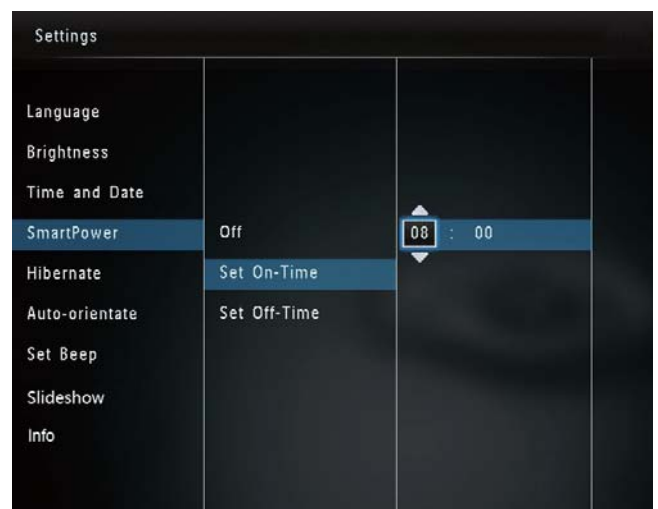 Settings
Language
Brightness
Time and Date
SmartPower
Hibernate
Auto-orientate
Set Beep
Slideshow
Info
Off
Set On-Time
Set Off-Time
08 : 00